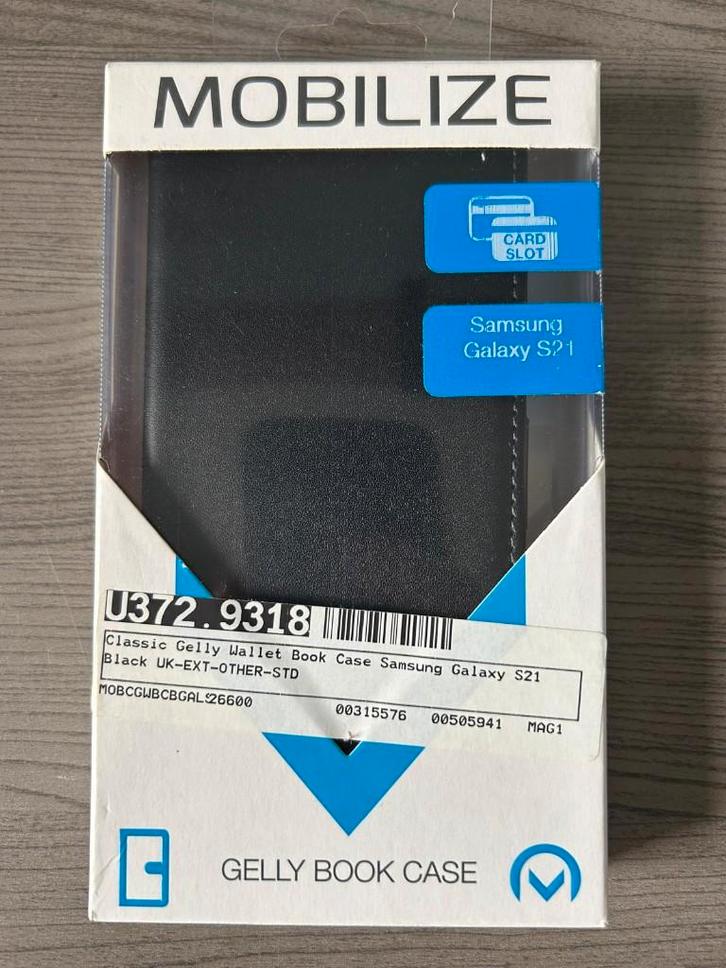 MOBILIZE
CARD
SLOT
Samsung
Galaxy S21
U372.9318
Classic Gelly Wallet Book Case Samsung Galaxy S21
Black UK-EXT-OTHER-STD
MOBCGWBCBGALS26600
00315576 00505941 MAG1
GELLY BOOK CASE